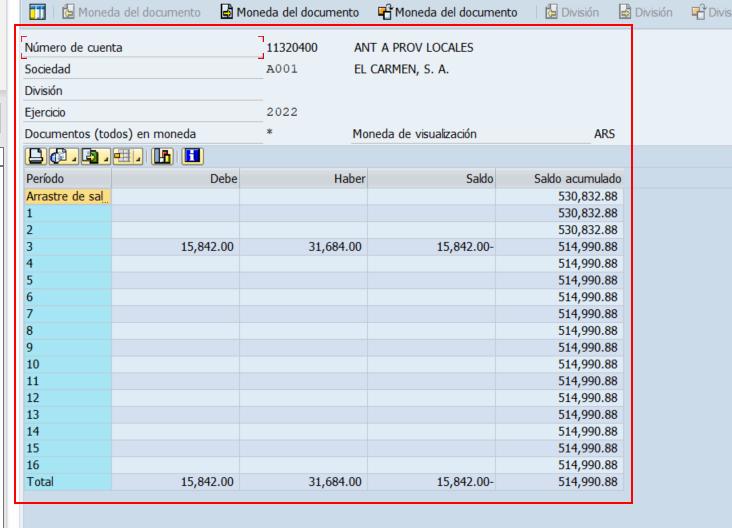 Moneda del documento Moneda del documento Moneda del documento División División Divis
Número de cuenta 11320400 ANT A PROV LOCALES
Sociedad A001 EL CARMEN, S. A.
División
Ejercicio 2022
Documentos (todos) en moneda * Moneda de visualización ARS
Período Debe Haber Saldo Saldo acumulado
Arrastre de sal... 530,832.88
1 530,832.88
2 530,832.88
3 15,842.00 31,684.00 15,842.00- 514,990.88
4 514,990.88
5 514,990.88
6 514,990.88
7 514,990.88
8 514,990.88
9 514,990.88
10 514,990.88
11 514,990.88
12 514,990.88
13 514,990.88
14 514,990.88
15 514,990.88
16 514,990.88
Total 15,842.00 31,684.00 15,842.00- 514,990.88